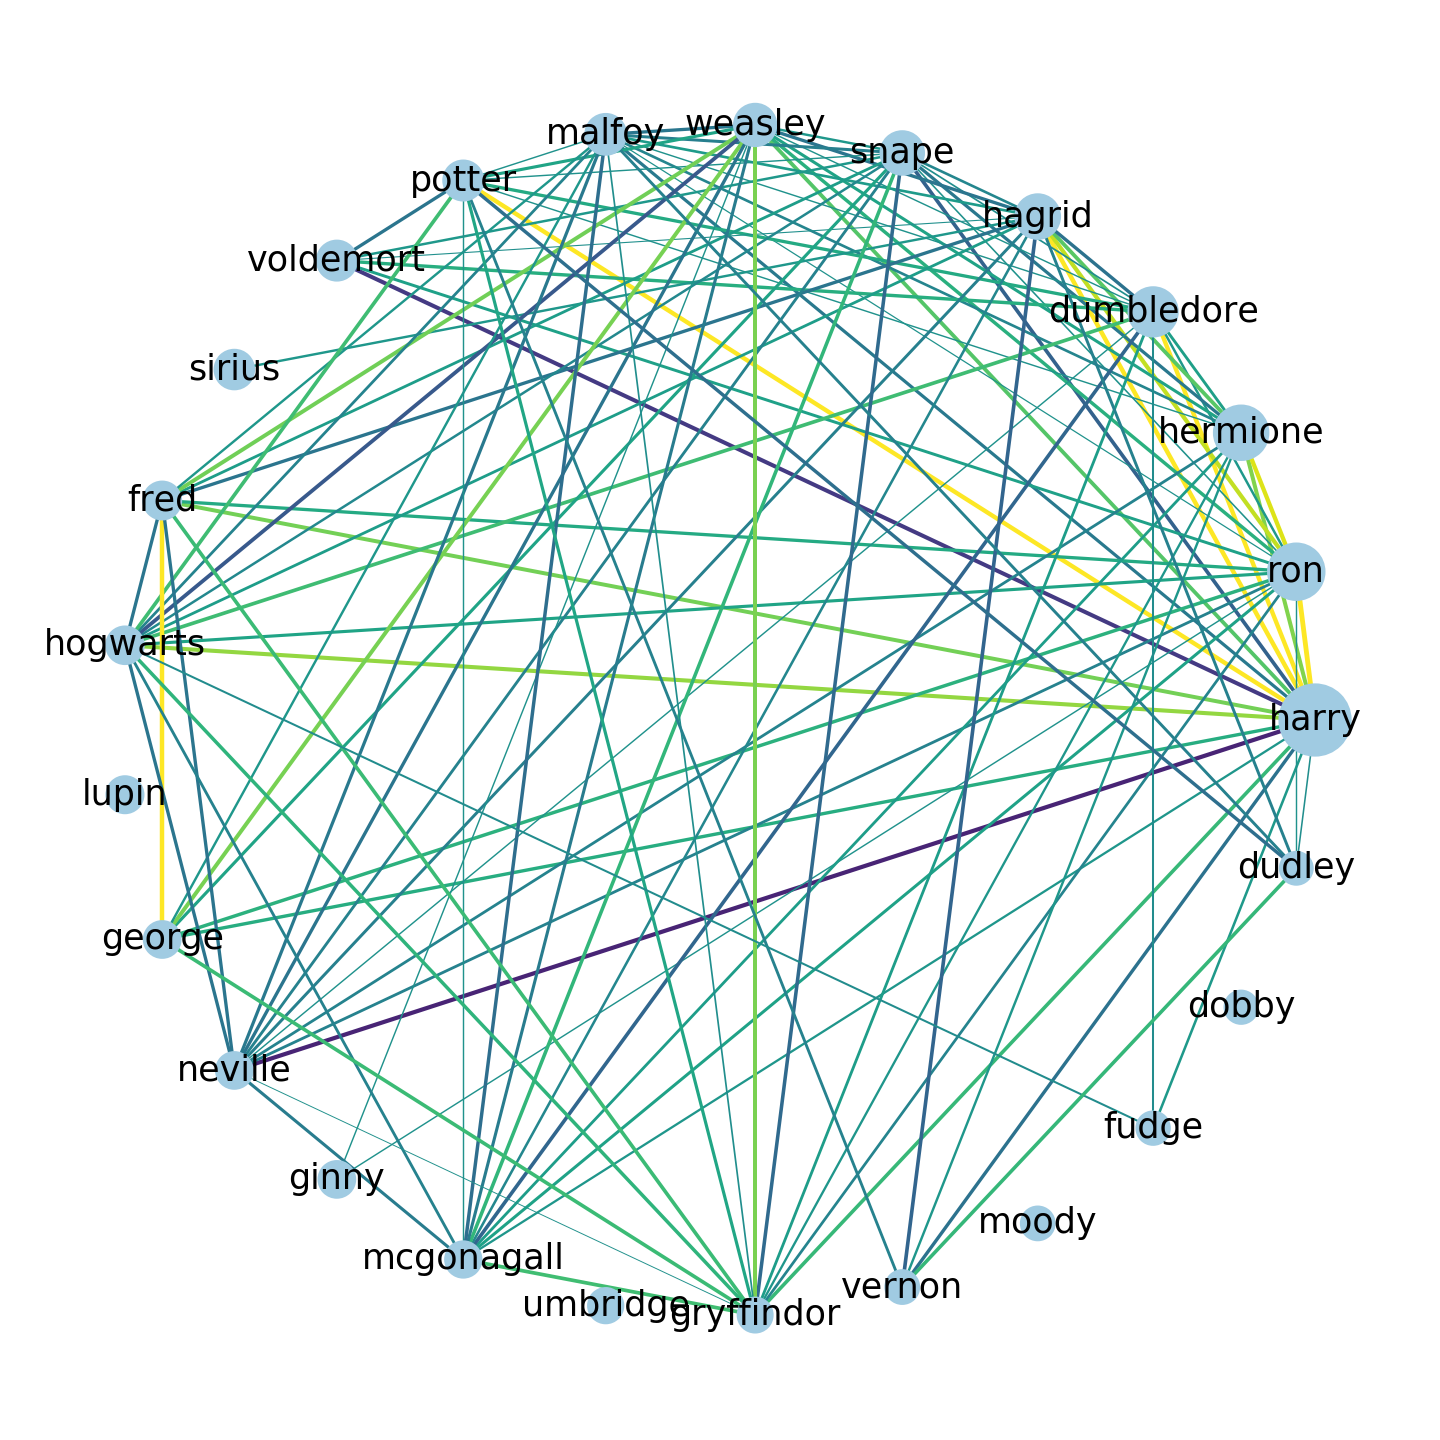 weasley
malfoy
snape
potter
hagrid
voldemort
dumbledore
sirius
hermione
fred
ron
hogwarts
harry
lupin
dudley
george
dobby
neville
fudge
ginny
moody
mcgonagall
vernon
umbridge
gryffindor